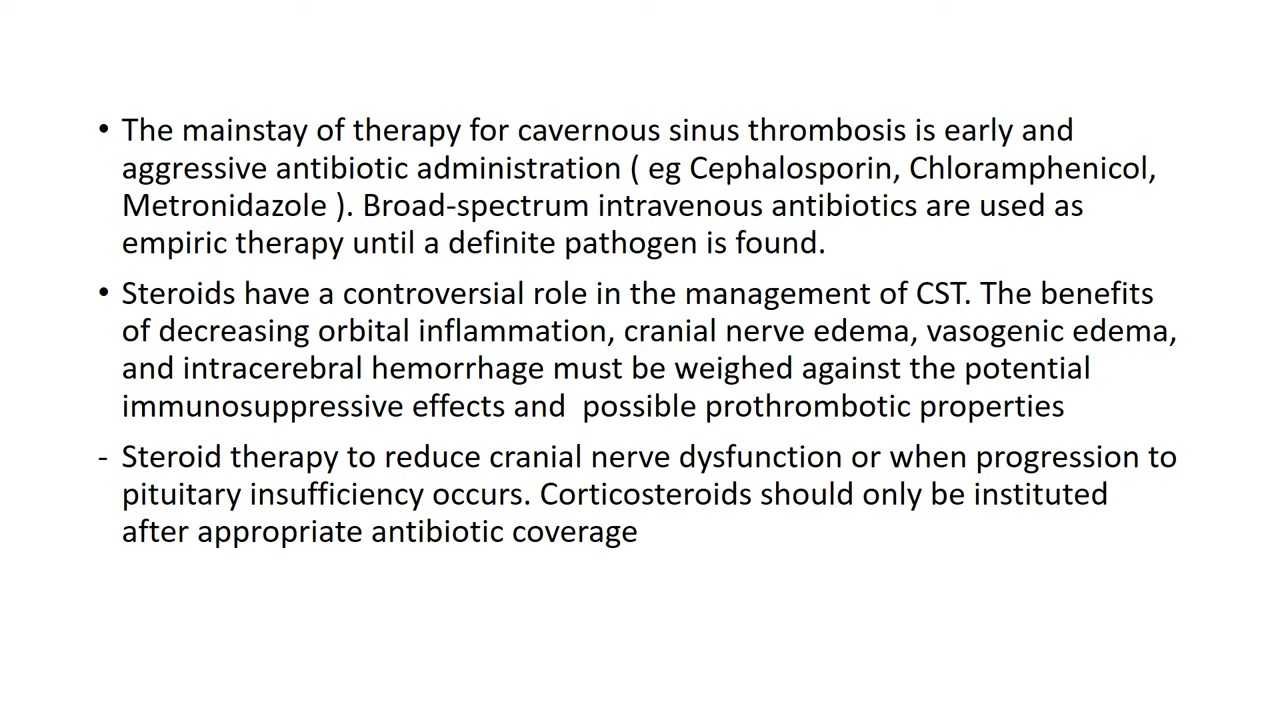 • The mainstay of therapy for cavernous sinus thrombosis is early and
aggressive antibiotic administration ( eg Cephalosporin, Chloramphenicol,
Metronidazole ). Broad-spectrum intravenous antibiotics are used as
empiric therapy until a definite pathogen is found.
• Steroids have a controversial role in the management of CST. The benefits
of decreasing orbital inflammation, cranial nerve edema, vasogenic edema,
and intracerebral hemorrhage must be weighed against the potential
immunosuppressive effects and  possible prothrombotic properties
- Steroid therapy to reduce cranial nerve dysfunction or when progression to
pituitary insufficiency occurs. Corticosteroids should only be instituted
after appropriate antibiotic coverage